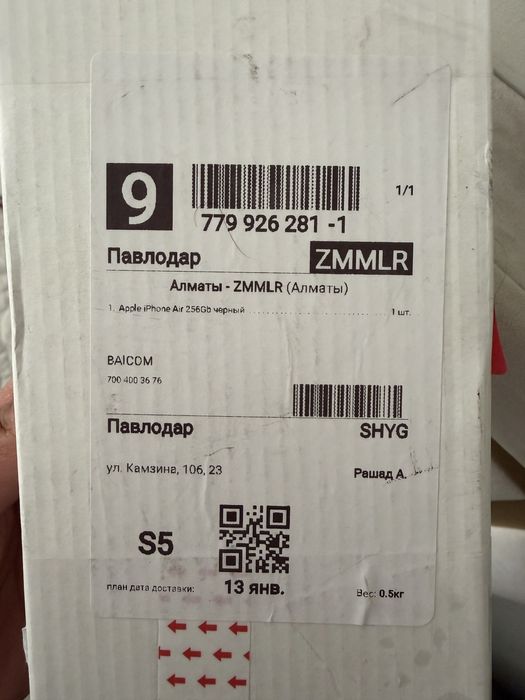 9
1/1
779 926 281 -1
Павлодар ZMMLR
Алматы - ZMMLR (Алматы)
1. Apple iPhone Air 256Gb черный 1 шт.
BAICOM
700 400 36 76
Павлодар SHYG
ул. Камзина, 106, 23 Рашад А.
S5
план дата доставки: 13 янв. Вес: 0.5кг